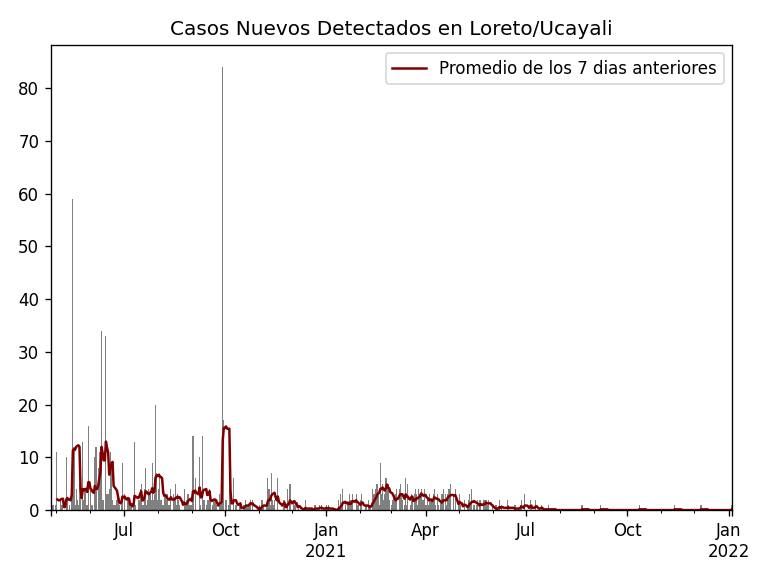 Casos Nuevos Detectados en Loreto/Ucayali
Promedio de los 7 dias anteriores
80
70
60
50
40
30
20
10
0
Jul
Oct
Jan
2021
Apr
Jul
Oct
Jan
2022